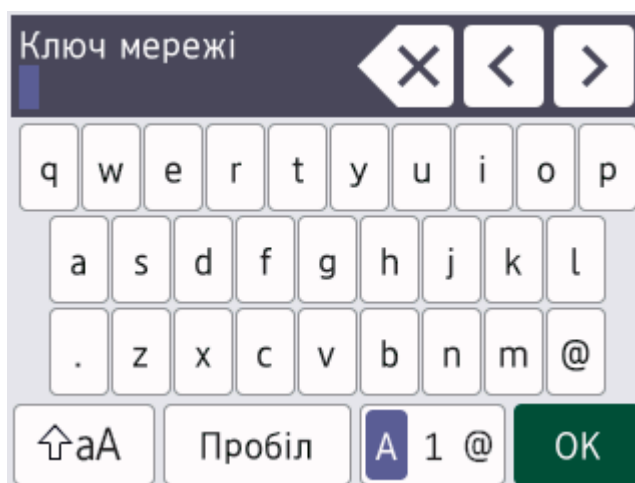 Ключ мережі
q w e r t y u i o p
a s d f g h j k l
. z x c v b n m @
aA Пробіл A 1 @ OK